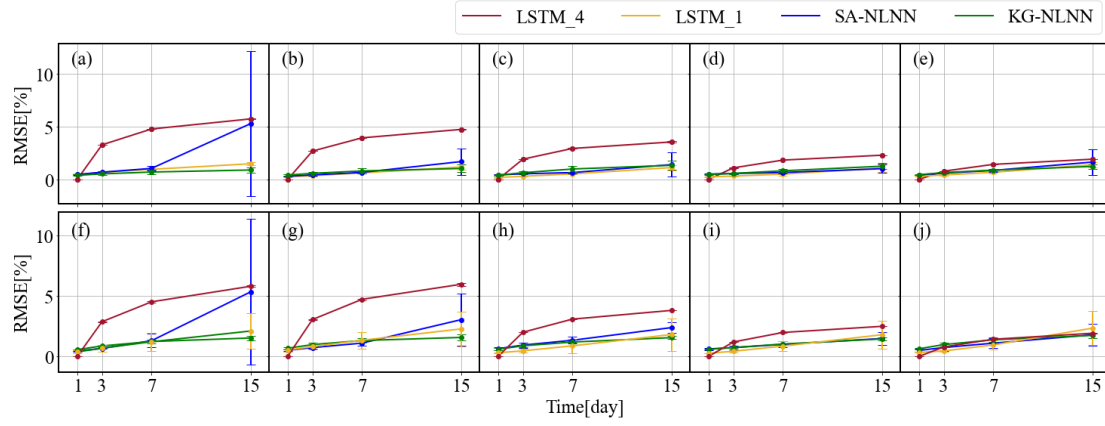 LSTM_4 LSTM_1 SA-NLNN KG-NLNN
(a) (b) (c) (d) (e)
10
5
0
RMSE[%]
(f) (g) (h) (i) (j)
10
5
0
RMSE[%]
1 3 7 15 1 3 7 15 1 3 7 15 1 3 7 15 1 3 7 15
Time[day]